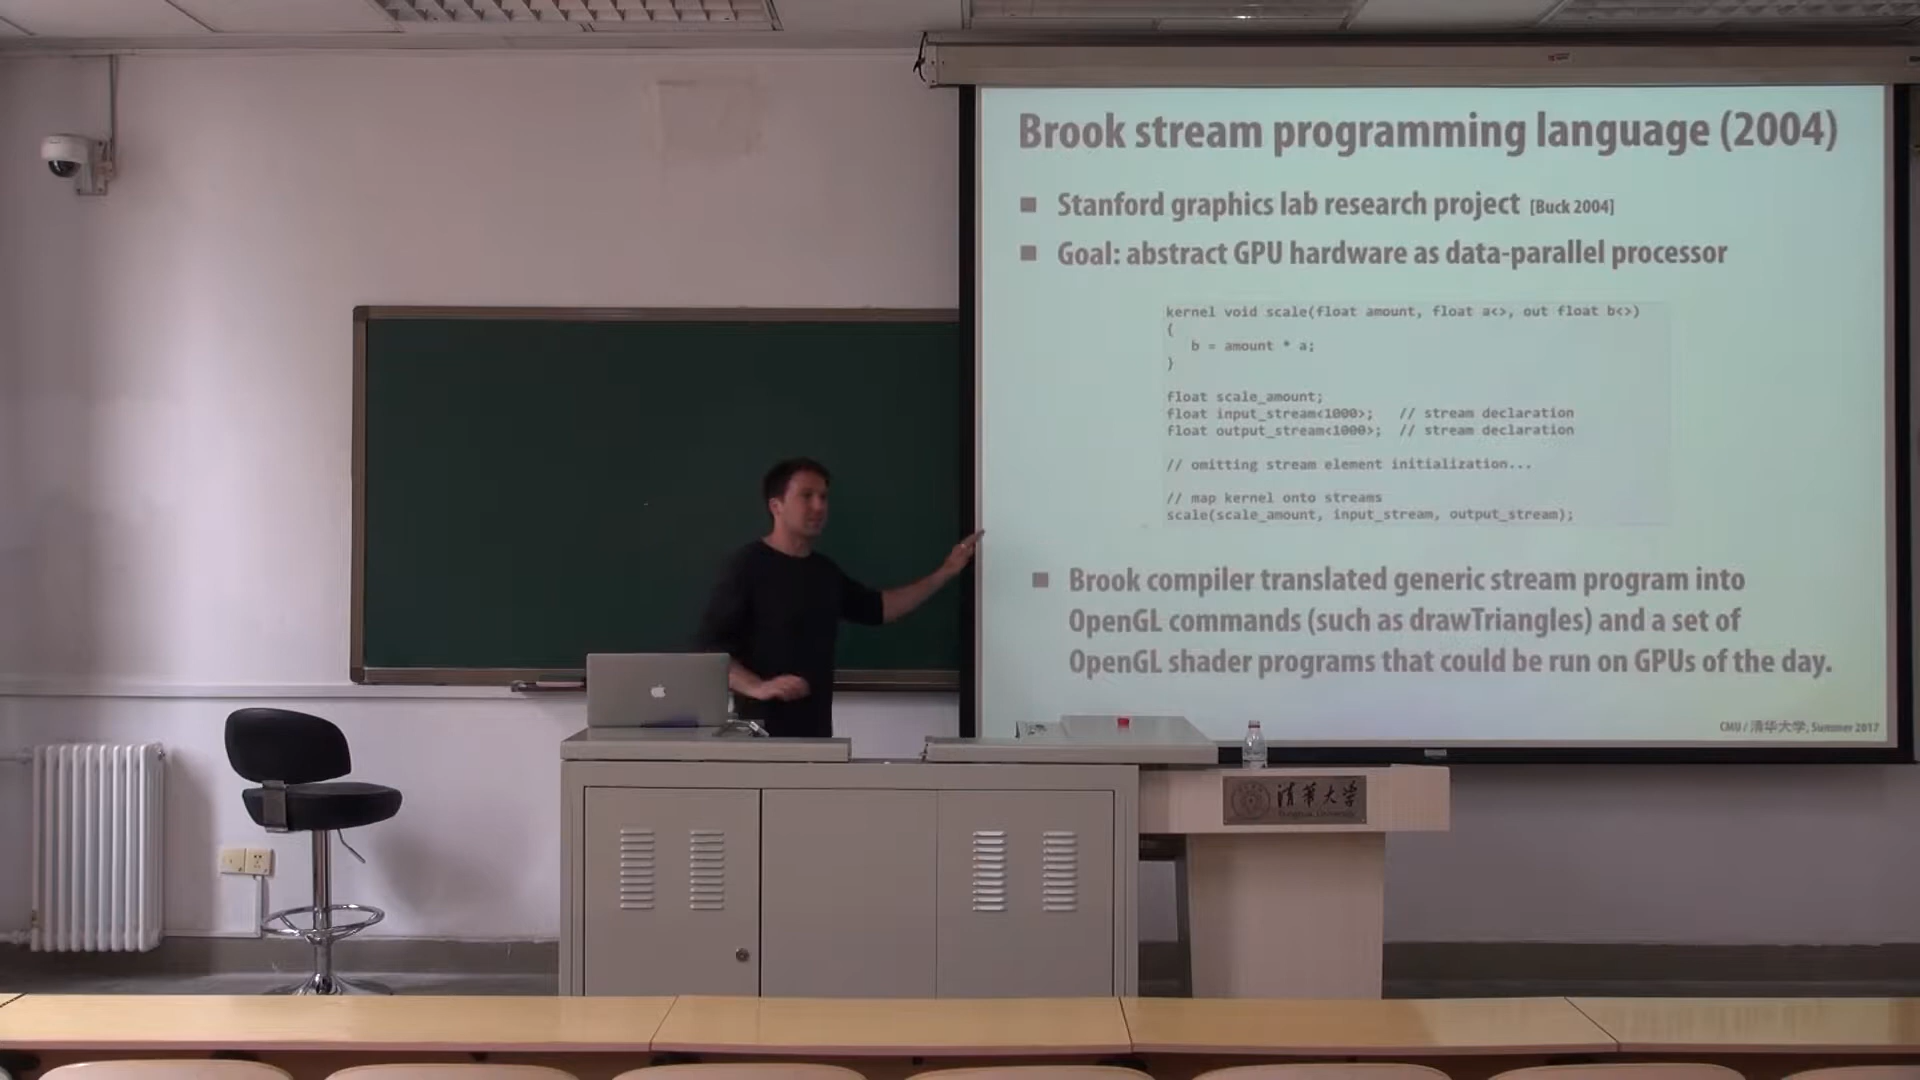 Brook stream programming language (2004)
Stanford graphics lab research project [Buck 2004]
Goal: abstract GPU hardware as data-parallel processor
kernel void scale(float amount, float a<>, out float b<>)
{
b = amount * a;
}
float scale_amount;
float input_stream<1000>; // stream declaration
float output_stream<1000>; // stream declaration
// omitting stream element initialization...
// map kernel onto streams
scale(scale_amount, input_stream, output_stream);
Brook compiler translated generic stream program into
OpenGL commands (such as drawTriangles) and a set of
OpenGL shader programs that could be run on GPUs of the day.
CMU / 清华大学, Summer 2017
清华大学
Tsinghua University